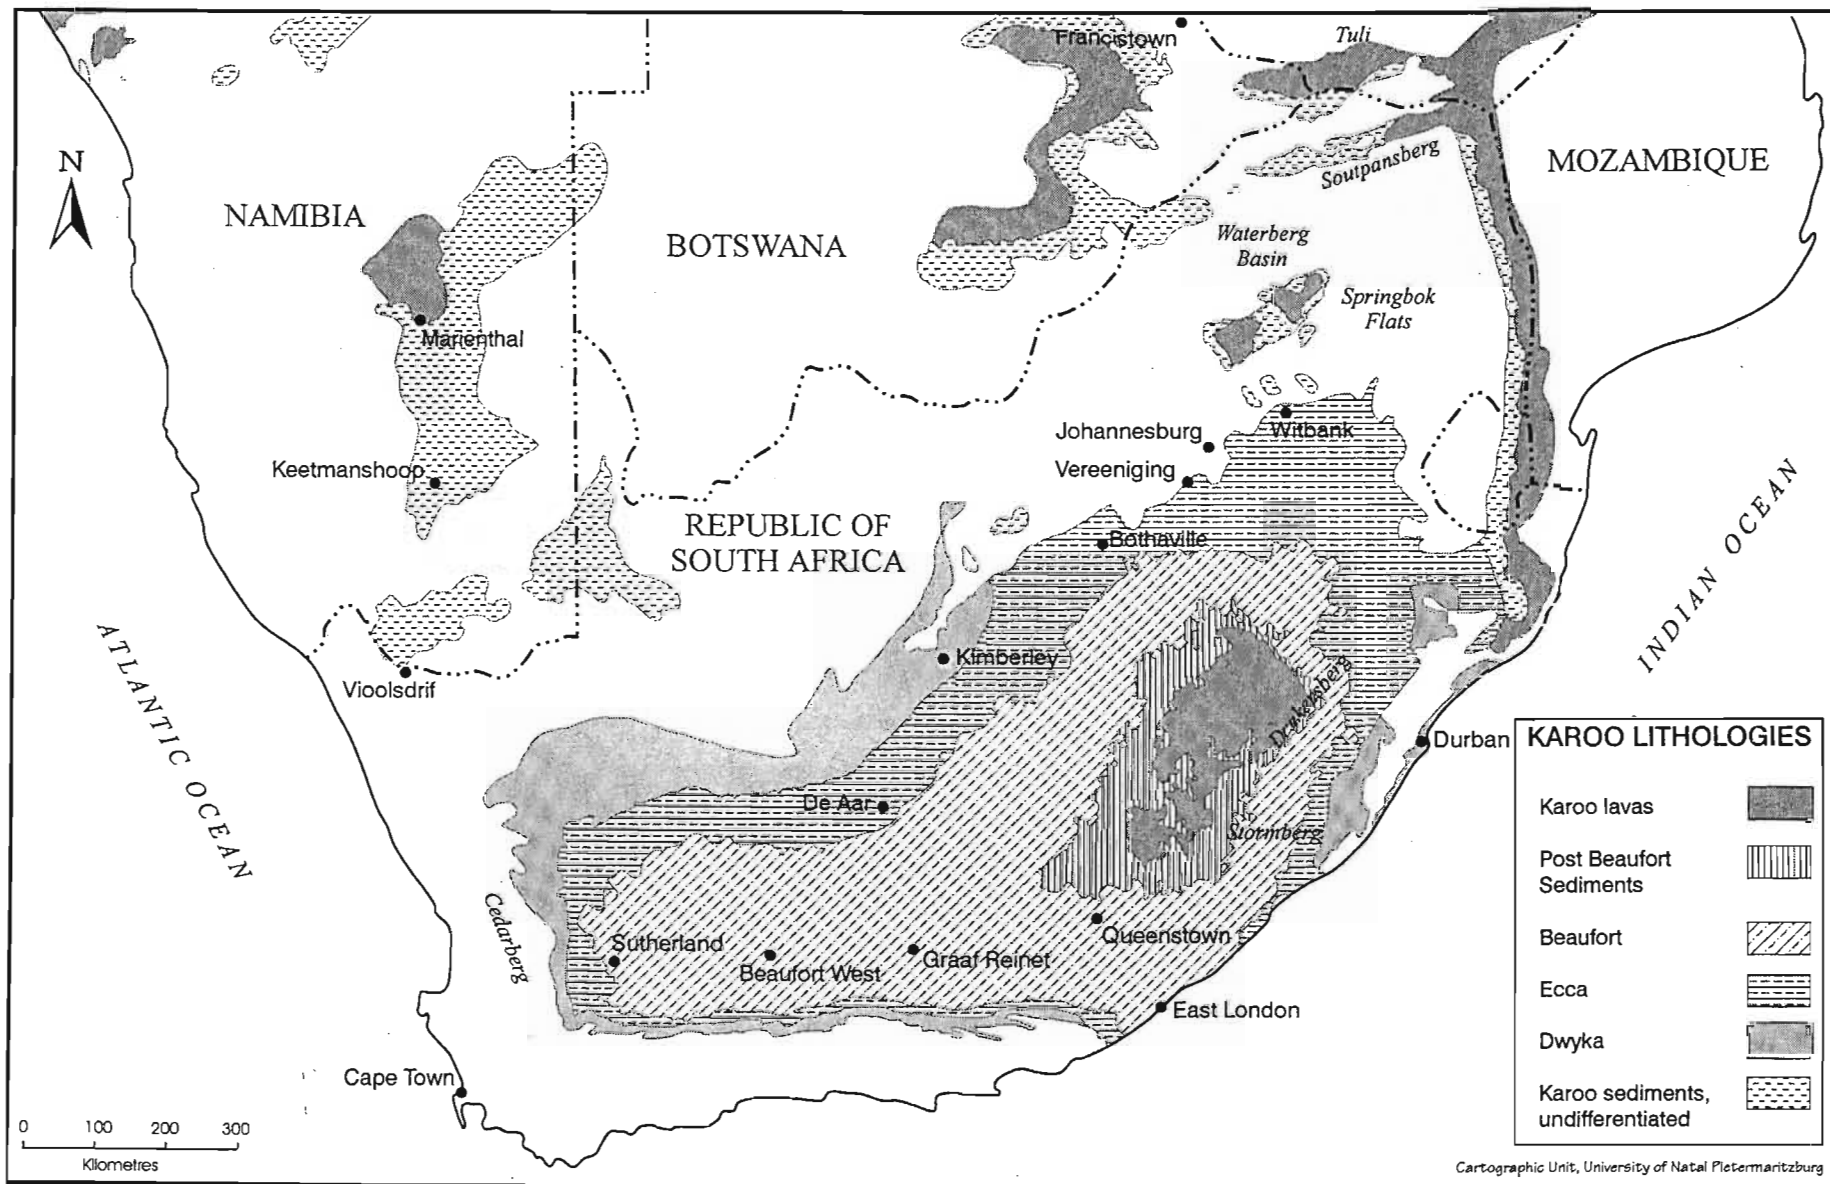 Francistown
Tuli
N
NAMIBIA
BOTSWANA
MOZAMBIQUE
Soutpansberg
Waterberg
Basin
Springbok
Flats
Marienthal
Keetmanshoop
Johannesburg
Witbank
Vereeniging
REPUBLIC OF
SOUTH AFRICA
Bothaville
INDIAN OCEAN
ATLANTIC OCEAN
Vioolsdrif
Kimberley
Drakensberg
Durban
De Aar
Stormberg
Cedarberg
Sutherland
Beaufort West
Graaf Reinet
Queenstown
East London
Cape Town
0 100 200 300
Kilometres
KAROO LITHOLOGIES
Karoo lavas
Post Beaufort
Sediments
Beaufort
Ecca
Dwyka
Karoo sediments,
undifferentiated
Cartographic Unit, University of Natal Pietermaritzburg